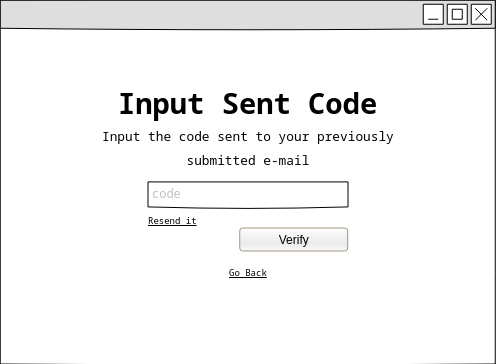 Input Sent Code
Input the code sent to your previously
submitted e-mail
code
Resend it
Verify
Go Back